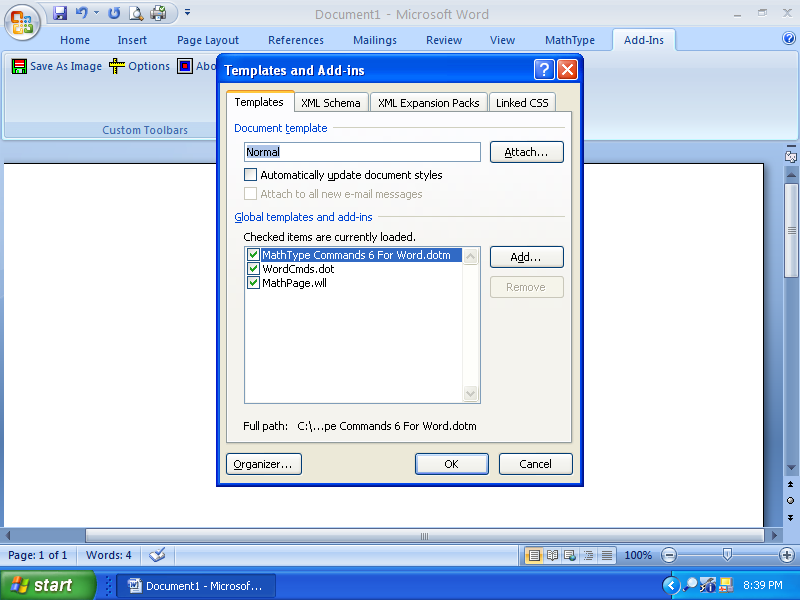 Document1 - Microsoft Word
Home Insert Page Layout References Mailings Review View MathType Add-Ins
Save As Image Options Abo
Custom Toolbars
Templates and Add-ins
Templates XML Schema XML Expansion Packs Linked CSS
Document template
Normal Attach...
Automatically update document styles
Attach to all new e-mail messages
Global templates and add-ins
Checked items are currently loaded.
MathType Commands 6 For Word.dotm Add...
WordCmds.dot
MathPage.wll Remove
Full path: C:\...pe Commands 6 For Word.dotm
Organizer... OK Cancel
Page: 1 of 1 Words: 4 100%
start Document1 - Microsof... 8:39 PM